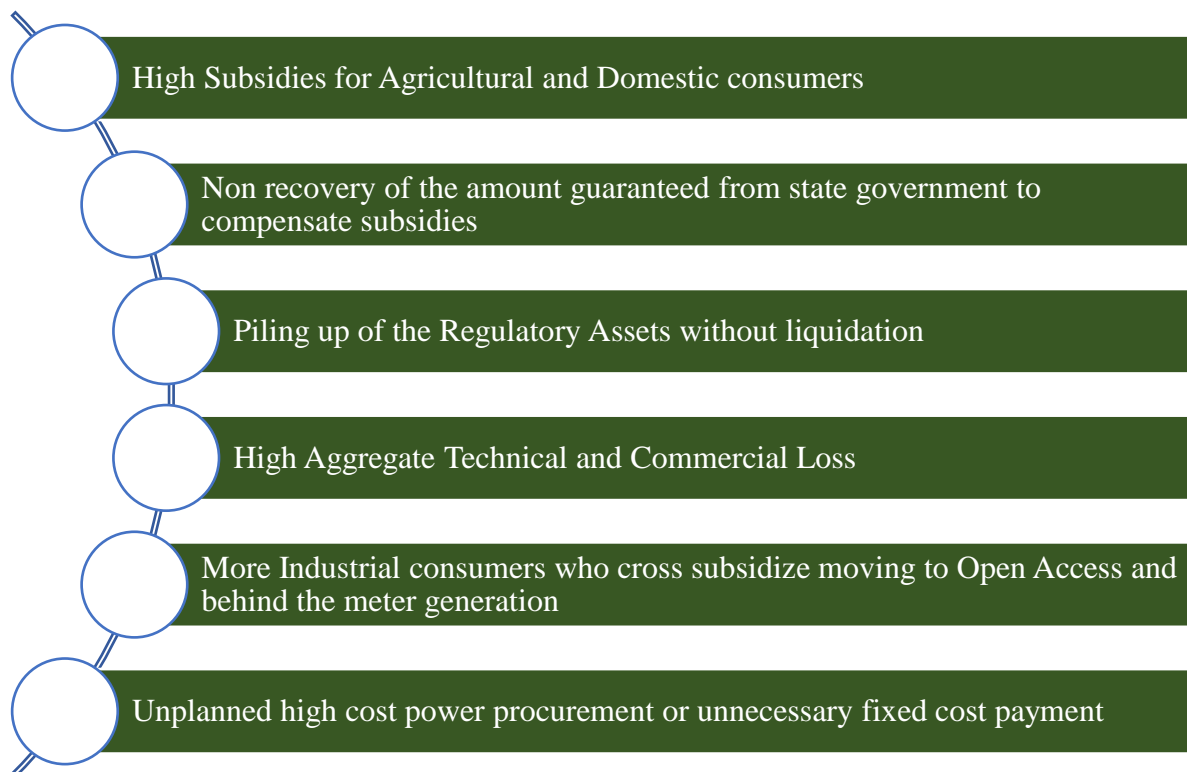 High Subsidies for Agricultural and Domestic consumers
Non recovery of the amount guaranteed from state government to
compensate subsidies
Piling up of the Regulatory Assets without liquidation
High Aggregate Technical and Commercial Loss
More Industrial consumers who cross subsidize moving to Open Access and
behind the meter generation
Unplanned high cost power procurement or unnecessary fixed cost payment